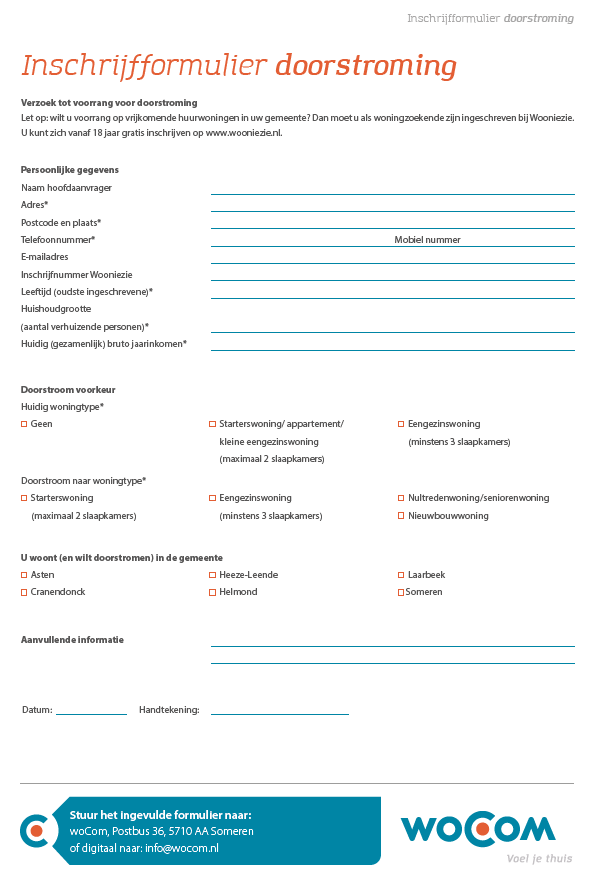 Inschrijfformulier doorstroming
Inschrijfformulier doorstroming
Verzoek tot voorrang voor doorstroming
Let op: wilt u voorrang op vrijkomende huurwoningen in uw gemeente? Dan moet u als woningzoekende zijn ingeschreven bij Wooniezie.
U kunt zich vanaf 18 jaar gratis inschrijven op www.wooniezie.nl.
Persoonlijke gegevens
Naam hoofdaanvrager
Adres*
Postcode en plaats*
Telefoonnummer* Mobiel nummer
E-mailadres
Inschrijfnummer Wooniezie
Leeftijd (oudste ingeschrevene)*
Huishoudgrootte
(aantal verhuizende personen)*
Huidig (gezamenlijk) bruto jaarinkomen*
Doorstroom voorkeur
Huidig woningtype*
Geen Starterswoning/ appartement/ Eengezinswoning
kleine eengezinswoning (minstens 3 slaapkamers)
(maximaal 2 slaapkamers)
Doorstroom naar woningtype*
Starterswoning Eengezinswoning Nultredenwoning/seniorenwoning
(maximaal 2 slaapkamers) (minstens 3 slaapkamers) Nieuwbouwwoning
U woont (en wilt doorstromen) in de gemeente
Asten Heeze-Leende Laarbeek
Cranendonck Helmond Someren
Aanvullende informatie
Datum: Handtekening:
Stuur het ingevulde formulier naar:
woCom, Postbus 36, 5710 AA Someren
of digitaal naar: info@wocom.nl
woCom
Voel je thuis